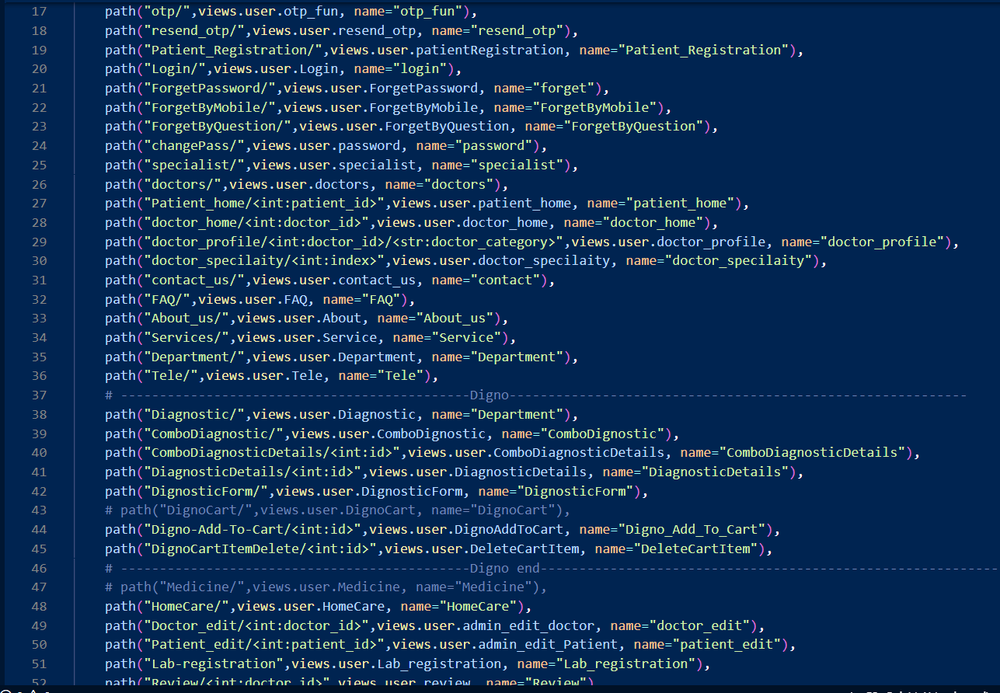 17 path("otp/",views.user.otp_fun, name="otp_fun"),
18 path("resend_otp/",views.user.resend_otp, name="resend_otp"),
19 path("Patient_Registration/",views.user.patientRegistration, name="Patient_Registration"),
20 path("Login/",views.user.Login, name="login"),
21 path("ForgetPassword/",views.user.ForgetPassword, name="forget"),
22 path("ForgetByMobile/",views.user.ForgetByMobile, name="ForgetByMobile"),
23 path("ForgetByQuestion/",views.user.ForgetByQuestion, name="ForgetByQuestion"),
24 path("changePass/",views.user.password, name="password"),
25 path("specialist/",views.user.specialist, name="specialist"),
26 path("doctors/",views.user.doctors, name="doctors"),
27 path("Patient_home/<int:patient_id>",views.user.patient_home, name="patient_home"),
28 path("doctor_home/<int:doctor_id>",views.user.doctor_home, name="doctor_home"),
29 path("doctor_profile/<int:doctor_id>/<str:doctor_category>",views.user.doctor_profile, name="doctor_profile"),
30 path("doctor_specilaity/<int:index>",views.user.doctor_specilaity, name="doctor_specilaity"),
31 path("contact_us/",views.user.contact_us, name="contact"),
32 path("FAQ/",views.user.FAQ, name="FAQ"),
33 path("About_us/",views.user.About, name="About_us"),
34 path("Services/",views.user.Service, name="Service"),
35 path("Department/",views.user.Department, name="Department"),
36 path("Tele/",views.user.Tele, name="Tele"),
37 # ---------------------------------------------Digno-----------------------------------------------------------
38 path("Diagnostic/",views.user.Diagnostic, name="Department"),
39 path("ComboDiagnostic/",views.user.ComboDignostic, name="ComboDignostic"),
40 path("ComboDiagnosticDetails/<int:id>",views.user.ComboDiagnosticDetails, name="ComboDiagnosticDetails"),
41 path("DiagnosticDetails/<int:id>",views.user.DiagnosticDetails, name="DiagnosticDetails"),
42 path("DignosticForm/",views.user.DignosticForm, name="DignosticForm"),
43 # path("DignoCart/",views.user.DignoCart, name="DignoCart"),
44 path("Digno-Add-To-Cart/<int:id>",views.user.DignoAddToCart, name="Digno_Add_To_Cart"),
45 path("DignoCartItemDelete/<int:id>",views.user.DeleteCartItem, name="DeleteCartItem"),
46 # ---------------------------------------------Digno end-----------------------------------------------------------
47 # path("Medicine/",views.user.Medicine, name="Medicine"),
48 path("HomeCare/",views.user.HomeCare, name="HomeCare"),
49 path("Doctor_edit/<int:doctor_id>",views.user.admin_edit_doctor, name="doctor_edit"),
50 path("Patient_edit/<int:patient_id>",views.user.admin_edit_Patient, name="patient_edit"),
51 path("Lab-registration",views.user.Lab_registration, name="Lab_registration"),
52 path("Review/<int:doctor_id>",views.user.review, name="Review")